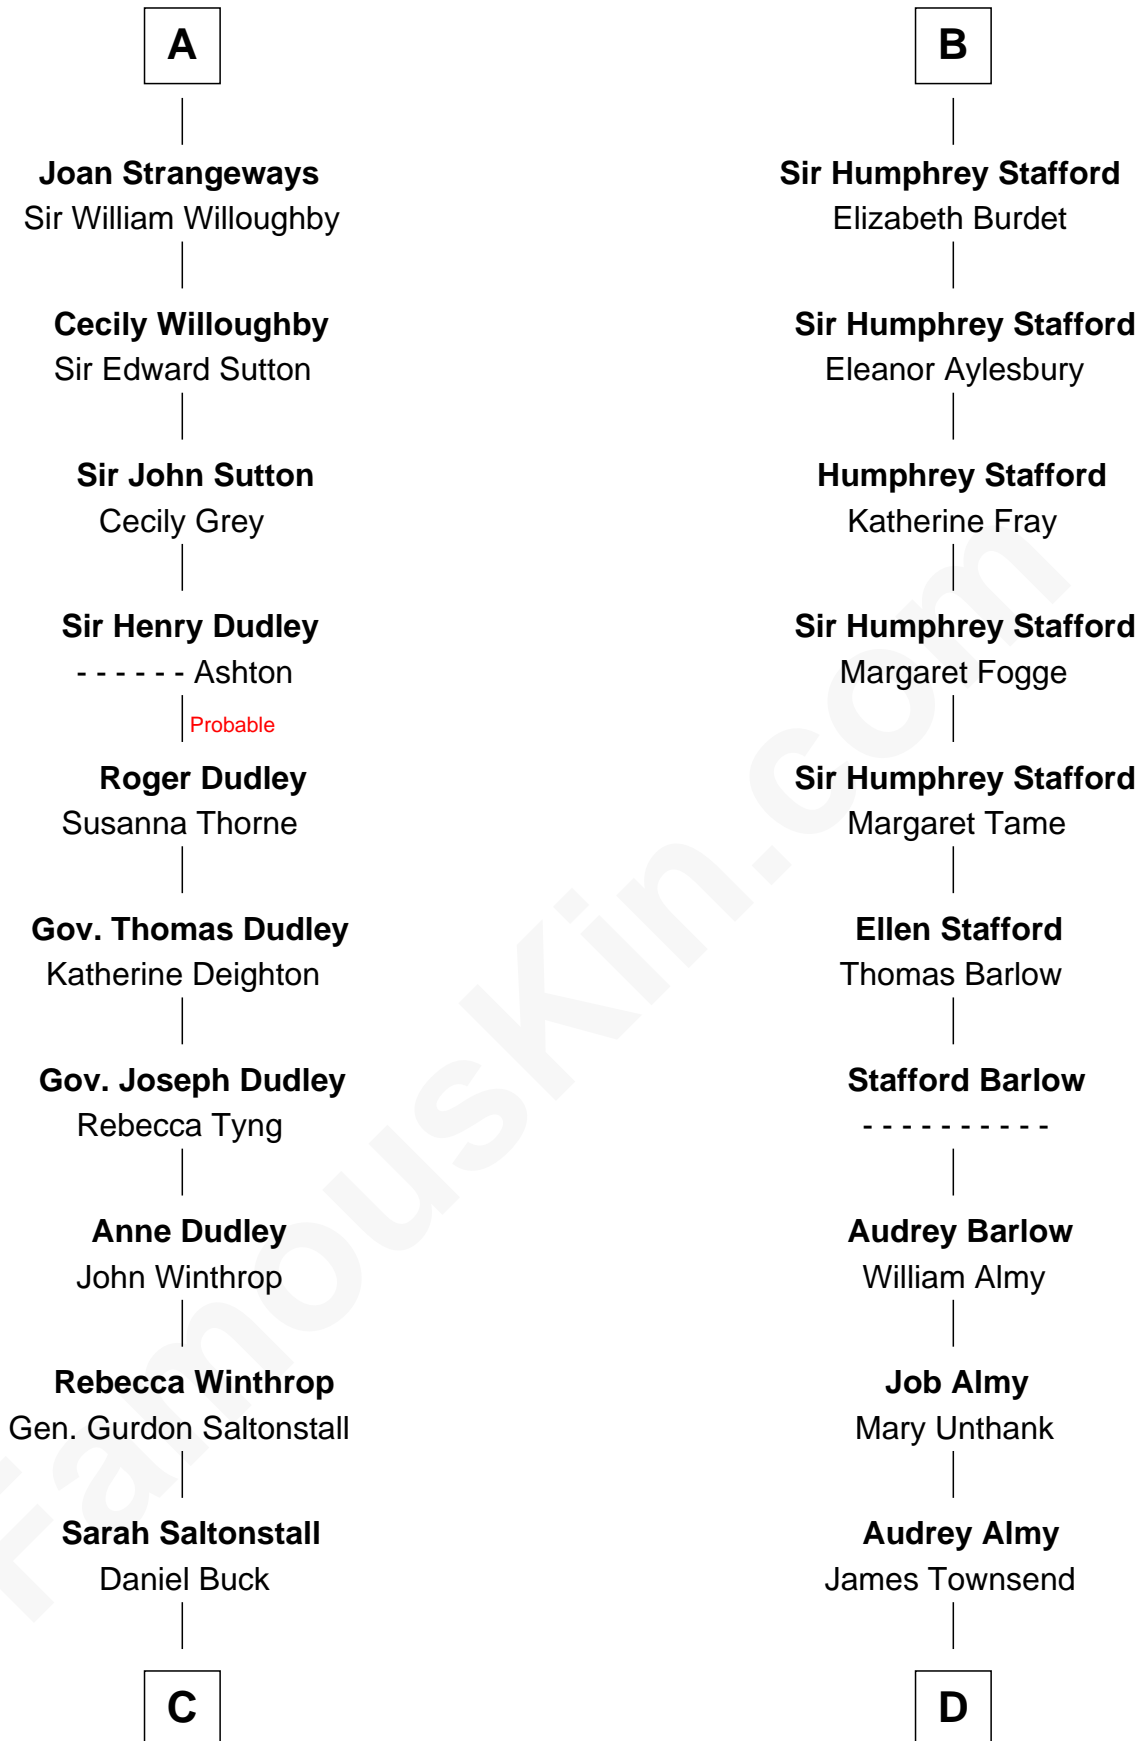 A
Joan Strangeways
Sir William Willoughby
Cecily Willoughby
Sir Edward Sutton
Sir John Sutton
Cecily Grey
Sir Henry Dudley
- - - - - - Ashton
Probable
Roger Dudley
Susanna Thorne
Gov. Thomas Dudley
Katherine Deighton
Gov. Joseph Dudley
Rebecca Tyng
Anne Dudley
John Winthrop
Rebecca Winthrop
Gen. Gurdon Saltonstall
Sarah Saltonstall
Daniel Buck
C
B
Sir Humphrey Stafford
Elizabeth Burdet
Sir Humphrey Stafford
Eleanor Aylesbury
Humphrey Stafford
Katherine Fray
Sir Humphrey Stafford
Margaret Fogge
Sir Humphrey Stafford
Margaret Tame
Ellen Stafford
Thomas Barlow
Stafford Barlow
- - - - - - - - - -
Audrey Barlow
William Almy
Job Almy
Mary Unthank
Audrey Almy
James Townsend
D
FamousKin.com